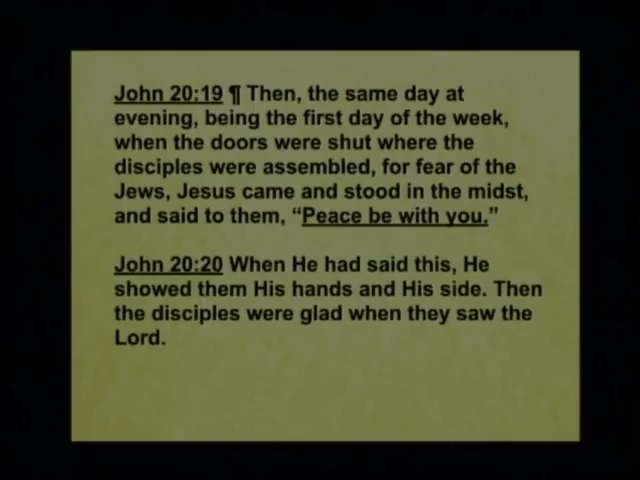 John 20:19 ¶ Then, the same day at
evening, being the first day of the week,
when the doors were shut where the
disciples were assembled, for fear of the
Jews, Jesus came and stood in the midst,
and said to them, “Peace be with you.”
John 20:20 When He had said this, He
showed them His hands and His side. Then
the disciples were glad when they saw the
Lord.